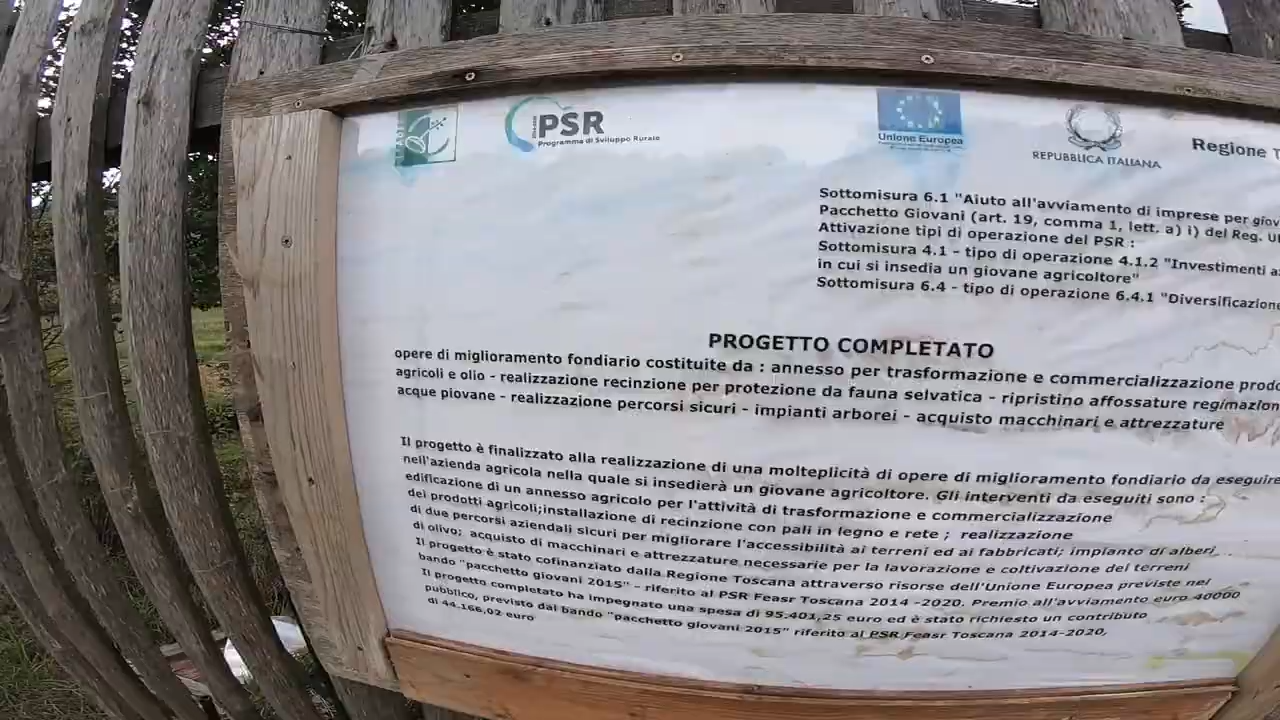 PSR
Programma di Sviluppo Rurale
Unione Europea
REPUBBLICA ITALIANA
Regione
Sottomisura 6.1 "Aiuto all'avviamento di imprese per
Pacchetto Giovani (art. 19, comma 1, lett. a) i) del Reg.
Attivazione tipi di operazione del PSR :
Sottomisura 4.1 - tipo di operazione 4.1.2 "Investimenti
in cui si insedia un giovane agricoltore"
Sottomisura 6.4 - tipo di operazione 6.4.1 "Diversificazione
PROGETTO COMPLETATO
opere di miglioramento fondiario costituite da : annesso per trasformazione e commercializzazione
agricoli e olio - realizzazione recinzione per protezione da fauna selvatica - ripristino affossature
acque piovane - realizzazione percorsi sicuri - impianti arborei - acquisto macchinari e attrezzature
Il progetto è finalizzato alla realizzazione di una molteplicità di opere di miglioramento fondiario da eseguire
nell'azienda agricola nella quale si insedierà un giovane agricoltore. Gli interventi da eseguiti sono :
edificazione di un annesso agricolo per l'attività di trasformazione e commercializzazione
dei prodotti agricoli;installazione di recinzione con pali in legno e rete ; realizzazione
di due percorsi aziendali sicuri per migliorare l'accessibilità ai terreni ed ai fabbricati; impianto di alberi
di olivo; acquisto di macchinari e attrezzature necessarie per la lavorazione e coltivazione dei terreni
Il progetto è stato cofinanziato dalla Regione Toscana attraverso risorse dell'Unione Europea previste nel
bando "pacchetto giovani 2015" - riferito al PSR Feasr Toscana 2014 -2020. Premio all'avviamento euro 40000
Il progetto completato ha impegnato una spesa di 95.401,25 euro ed è stato richiesto un contributo
pubblico, previsto dal bando "pacchetto giovani 2015" riferito al PSR Feasr Toscana 2014-2020,
di 44.166,02 euro